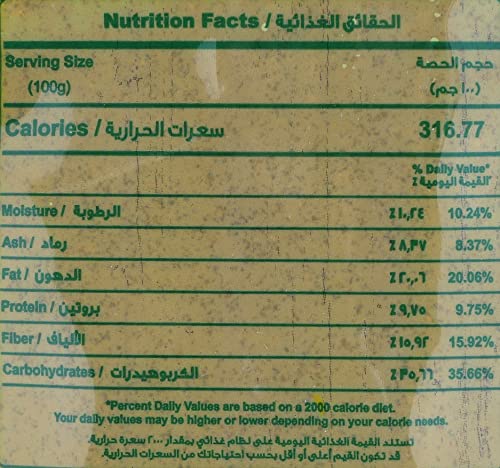 Nutrition Facts / الحقائق الغذائية
Serving Size حجم الحصة
(100g) (١٠٠ جم)
Calories / سعرات الحرارية 316.77
% Daily Value*
القيمة اليومية ٪*
Moisture / الرطوبة ٪١٠,٢٤ 10.24%
Ash / رماد ٪٨,٣٧ 8.37%
Fat / الدهون ٪٢٠,٠٦ 20.06%
Protein / بروتين ٪٩,٧٥ 9.75%
Fiber / الألياف ٪١٥,٩٢ 15.92%
Carbohydrates / الكربوهيدرات ٪٣٥,٦٦ 35.66%
*Percent Daily Values are based on a 2000 calorie diet.
Your daily values may be higher or lower depending on your calorie needs.
تستند القيمة الغذائية اليومية على نظام غذائي بمقدار ٢٠٠٠ سعرة حرارية.
قد تكون القيم أعلى أو أقل بحسب احتياجاتك من السعرات الحرارية.